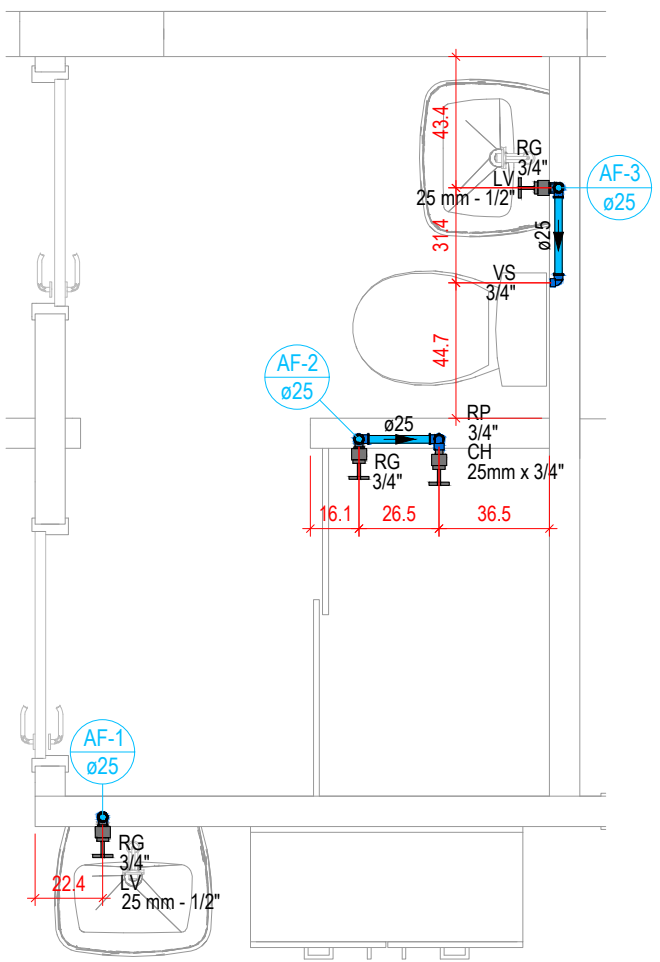 43.4
RG
3/4"
LV
25 mm - 1/2"
AF-3
ø25
31.4
ø25
VS
3/4"
44.7
AF-2
ø25
ø25
RP
3/4"
CH
25mm x 3/4"
RG
3/4"
16.1
26.5
36.5
AF-1
ø25
RG
3/4"
LV
25 mm - 1/2"
22.4